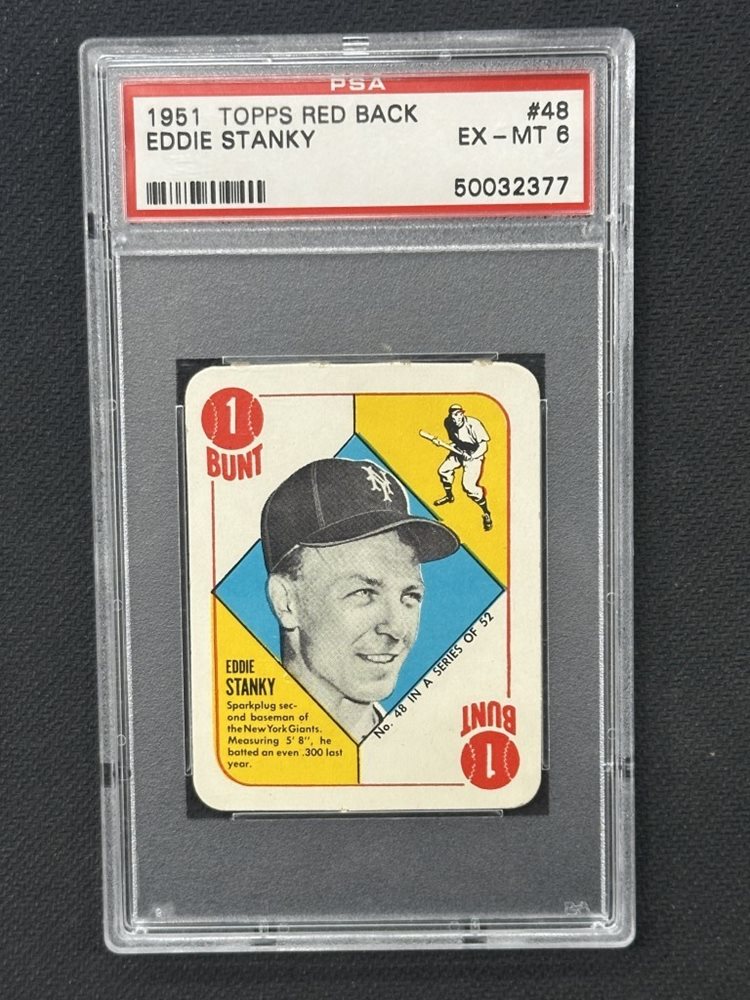 PSA
1951 TOPPS RED BACK #48
EDDIE STANKY EX - MT 6
50032377
1
BUNT
NY
EDDIE
STANKY
Sparkplug sec-
ond baseman of
the New York Giants.
Measuring 5' 8", he
batted an even .300 last
year.
No. 48 IN A SERIES OF 52
BUNT
1
PSA